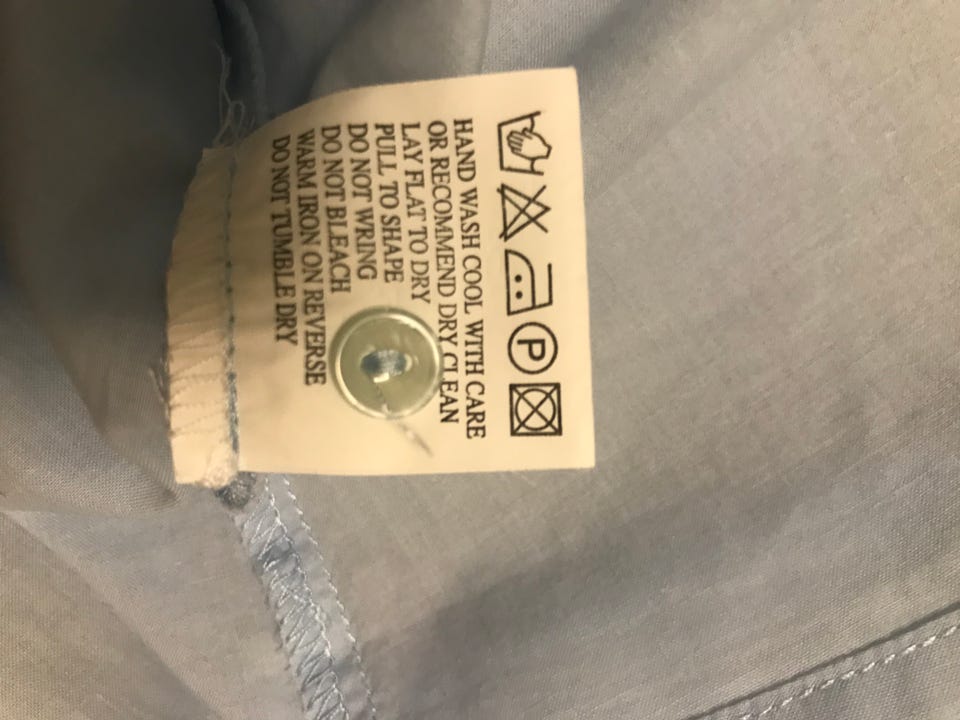 P
HAND WASH COOL WITH CARE
OR RECOMMEND DRY CLEAN
LAY FLAT TO DRY
PULL TO SHAPE
DO NOT WRING
DO NOT BLEACH
WARM IRON ON REVERSE
DO NOT TUMBLE DRY